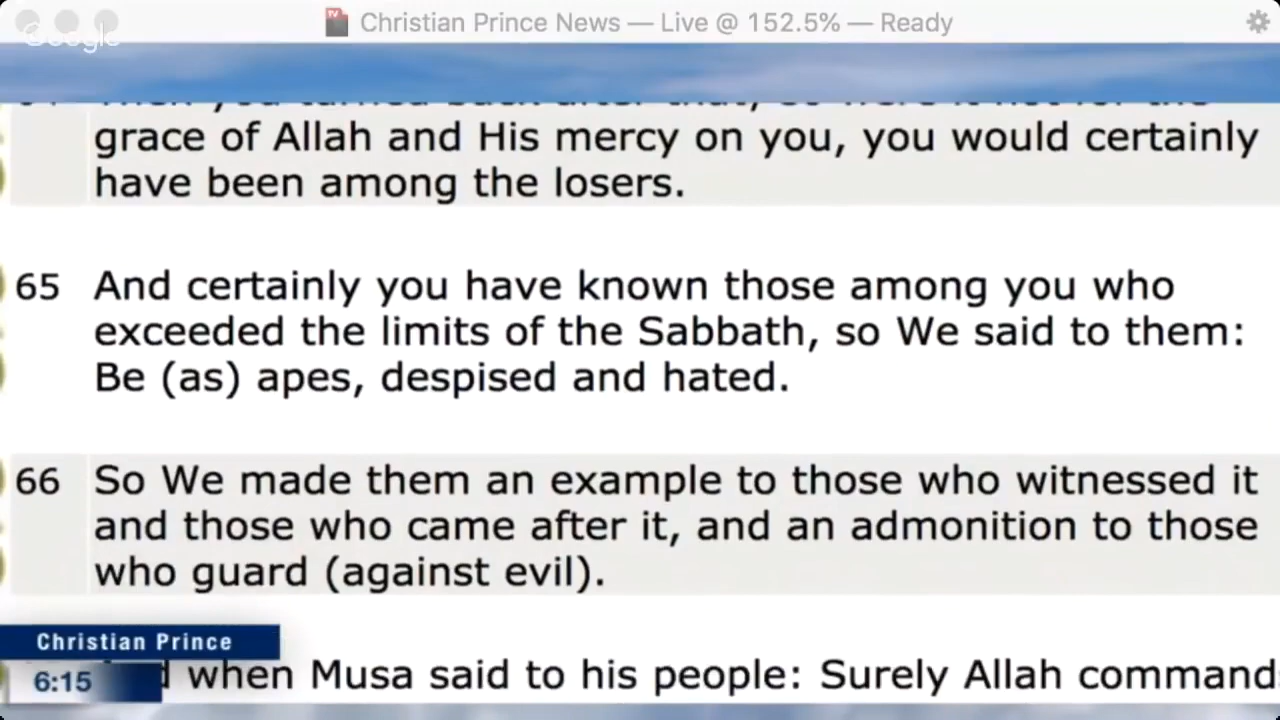 Christian Prince News — Live @ 152.5% — Ready
Google
grace of Allah and His mercy on you, you would certainly
have been among the losers.
65 And certainly you have known those among you who
exceeded the limits of the Sabbath, so We said to them:
Be (as) apes, despised and hated.
66 So We made them an example to those who witnessed it
and those who came after it, and an admonition to those
who guard (against evil).
Christian Prince
6:15
when Musa said to his people: Surely Allah command